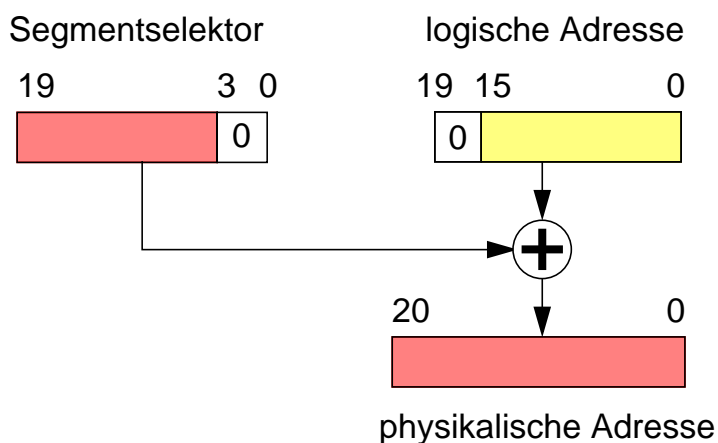 Segmentselektor
logische Adresse
19 3 0
19 15 0
0
0
+
20 0
physikalische Adresse